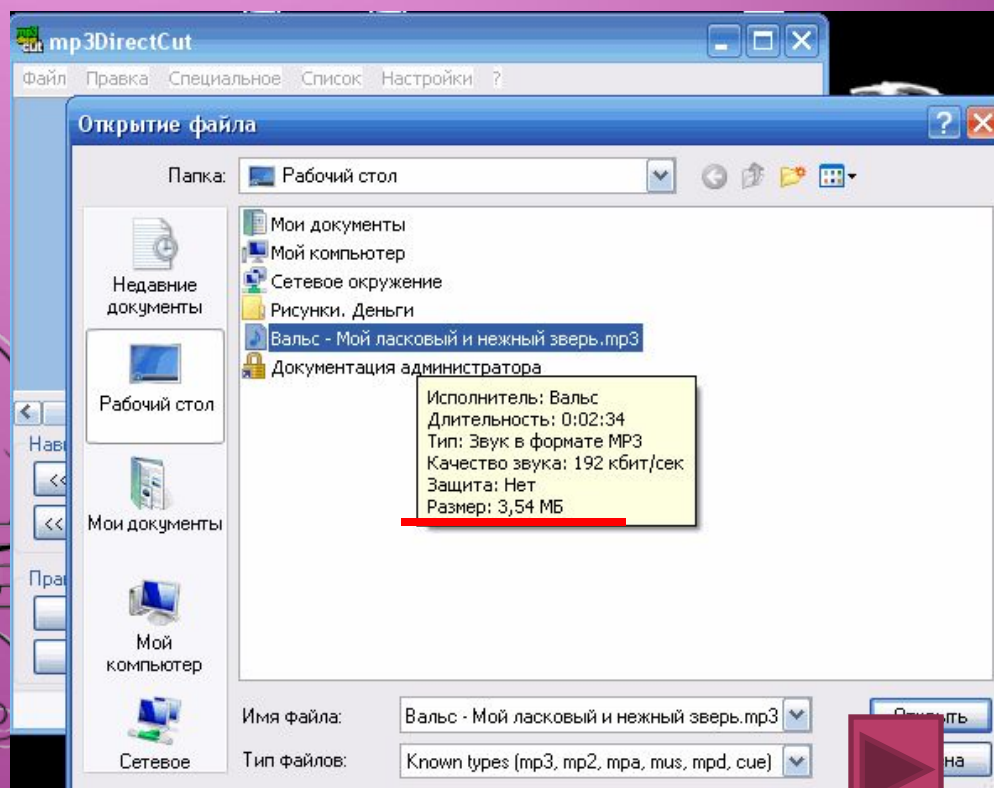 mp3DirectCut
Файл Правка Специальное Список Настройки ?
Открытие файла
Папка: Рабочий стол
Недавние документы
Рабочий стол
Мои документы
Мой компьютер
Сетевое
Мои документы
Мой компьютер
Сетевое окружение
Рисунки. Деньги
Вальс - Мой ласковый и нежный зверь.mp3
Документация администратора
Исполнитель: Вальс
Длительность: 0:02:34
Тип: Звук в формате MP3
Качество звука: 192 кбит/сек
Защита: Нет
Размер: 3,54 МБ
Имя файла: Вальс - Мой ласковый и нежный зверь.mp3
Тип файлов: Known types (mp3, mp2, mpa, mus, mpd, cue)